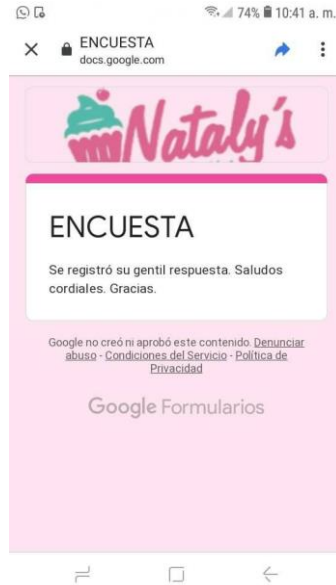 74% 10:41 a. m.
ENCUESTA
docs.google.com
Nataly's
ENCUESTA
Se registró su gentil respuesta. Saludos
cordiales. Gracias.
Google no creó ni aprobó este contenido. Denunciar
abuso - Condiciones del Servicio - Política de
Privacidad
Google Formularios